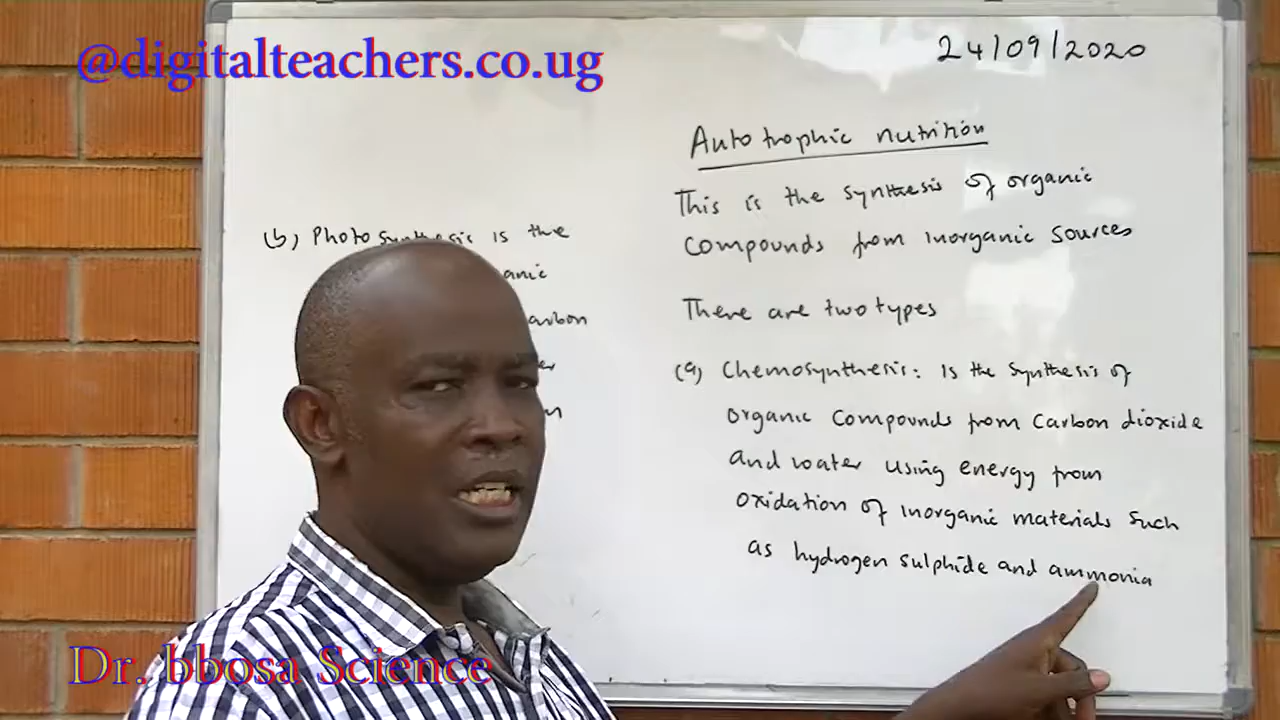 @digitalteachers.co.ug
24/09/2020
Autotrophic nutrition
This is the synthesis of organic
compounds from inorganic sources
There are two types
(a) Chemosynthesis: is the synthesis of
organic compounds from carbon dioxide
and water using energy from
oxidation of inorganic materials such
as hydrogen sulphide and ammonia
(b) Photosynthesis is the
Dr. bbosa Science